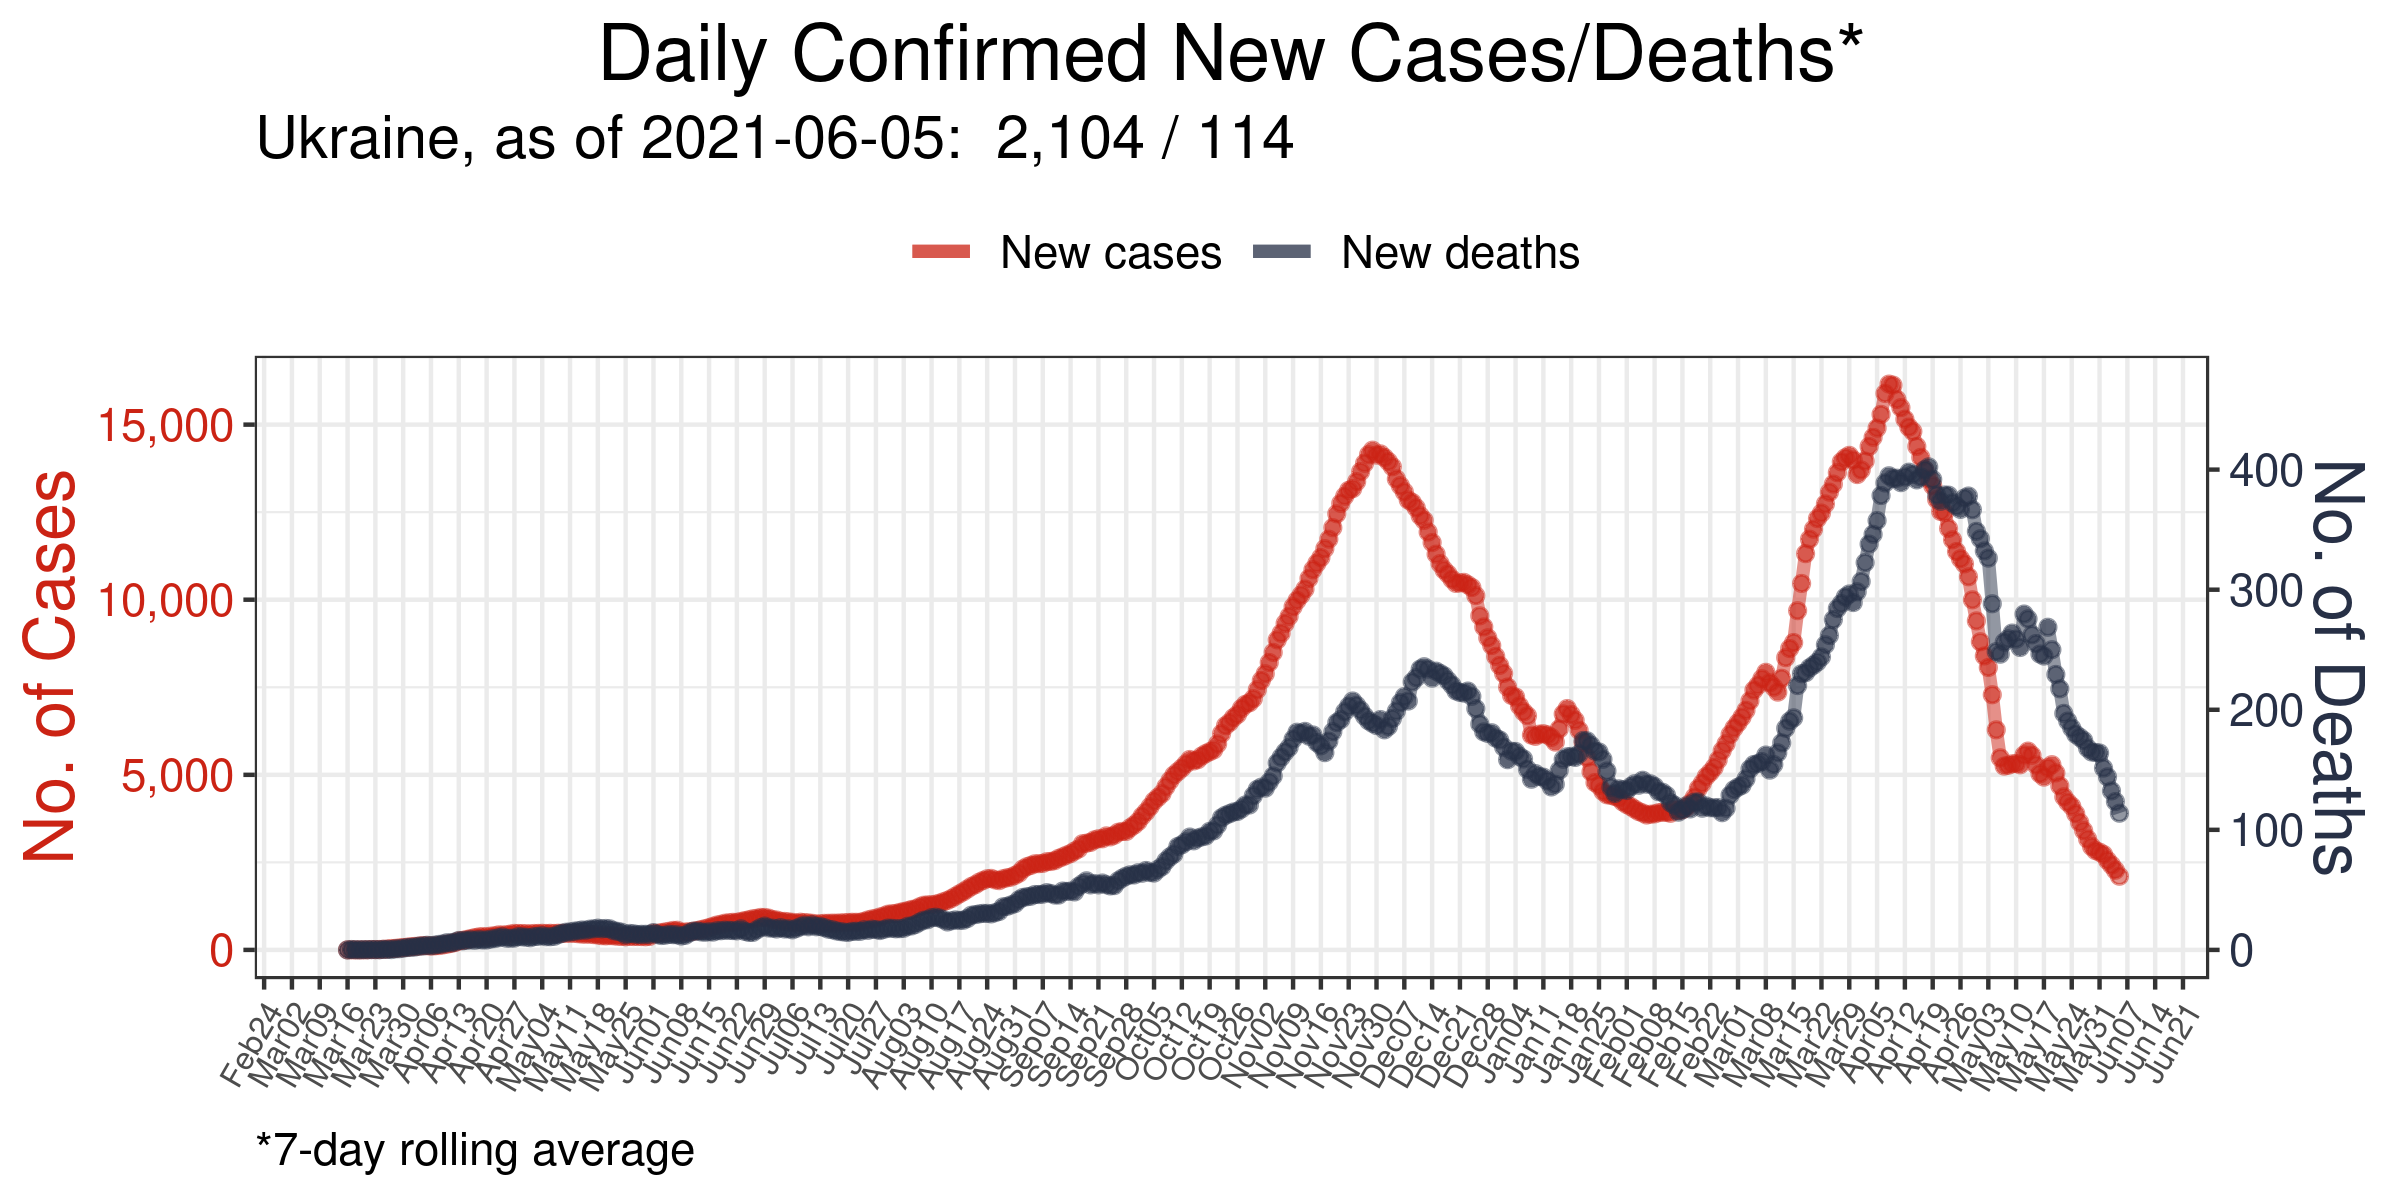 Daily Confirmed New Cases/Deaths*
Ukraine, as of 2021-06-05:  2,104 / 114
New cases New deaths
No. of Cases
15,000
10,000
5,000
0
400
300
200
100
0
No. of Deaths
Feb24 Mar02 Mar09 Mar16 Mar23 Mar30 Apr06 Apr13 Apr20 Apr27 May04 May11 May18 May25 Jun01 Jun08 Jun15 Jun22 Jun29 Jul06 Jul13 Jul20 Jul27 Aug03 Aug10 Aug17 Aug24 Aug31 Sep07 Sep14 Sep21 Sep28 Oct05 Oct12 Oct19 Oct26 Nov02 Nov09 Nov16 Nov23 Nov30 Dec07 Dec14 Dec21 Dec28 Jan04 Jan11 Jan18 Jan25 Feb01 Feb08 Feb15 Feb22 Mar01 Mar08 Mar15 Mar22 Mar29 Apr05 Apr12 Apr19 Apr26 May03 May10 May17 May24 May31 Jun07 Jun14 Jun21
*7-day rolling average